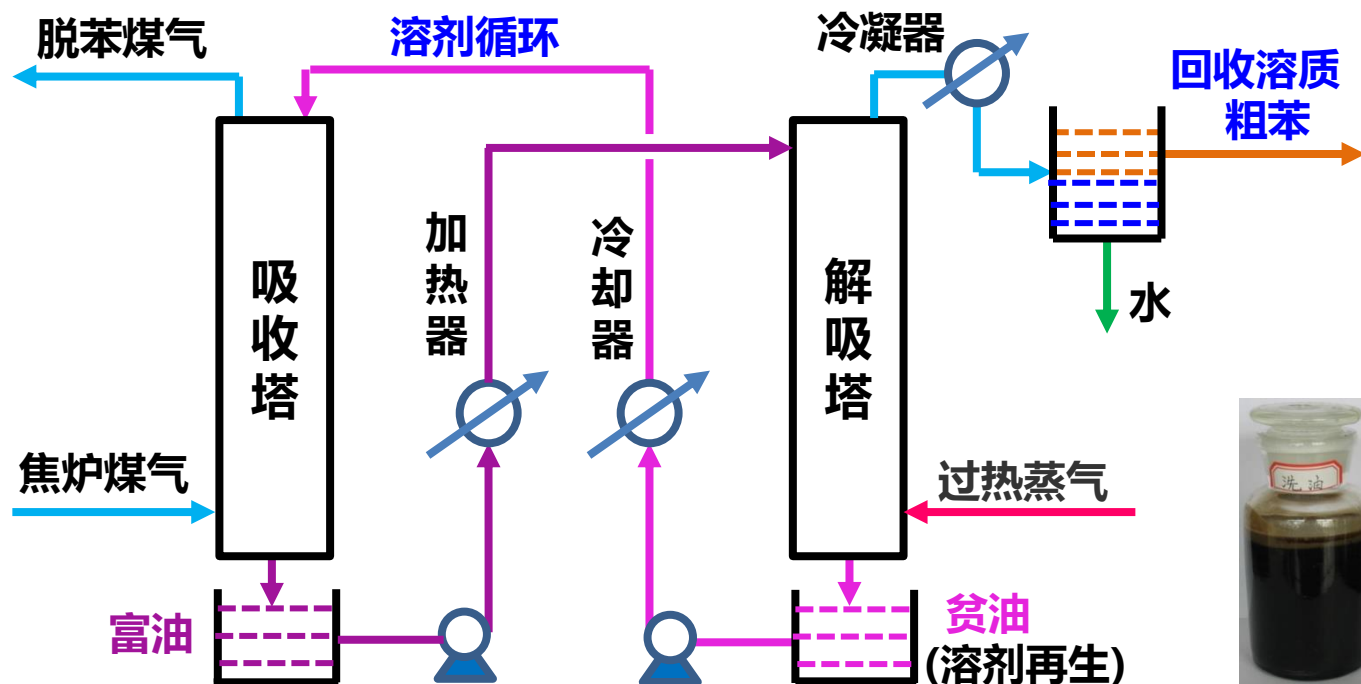 脱苯煤气
溶剂循环
冷凝器
回收溶质
粗苯
加热器
冷却器
吸收塔
解吸塔
水
焦炉煤气
过热蒸气
洗油
富油
贫油
(溶剂再生)